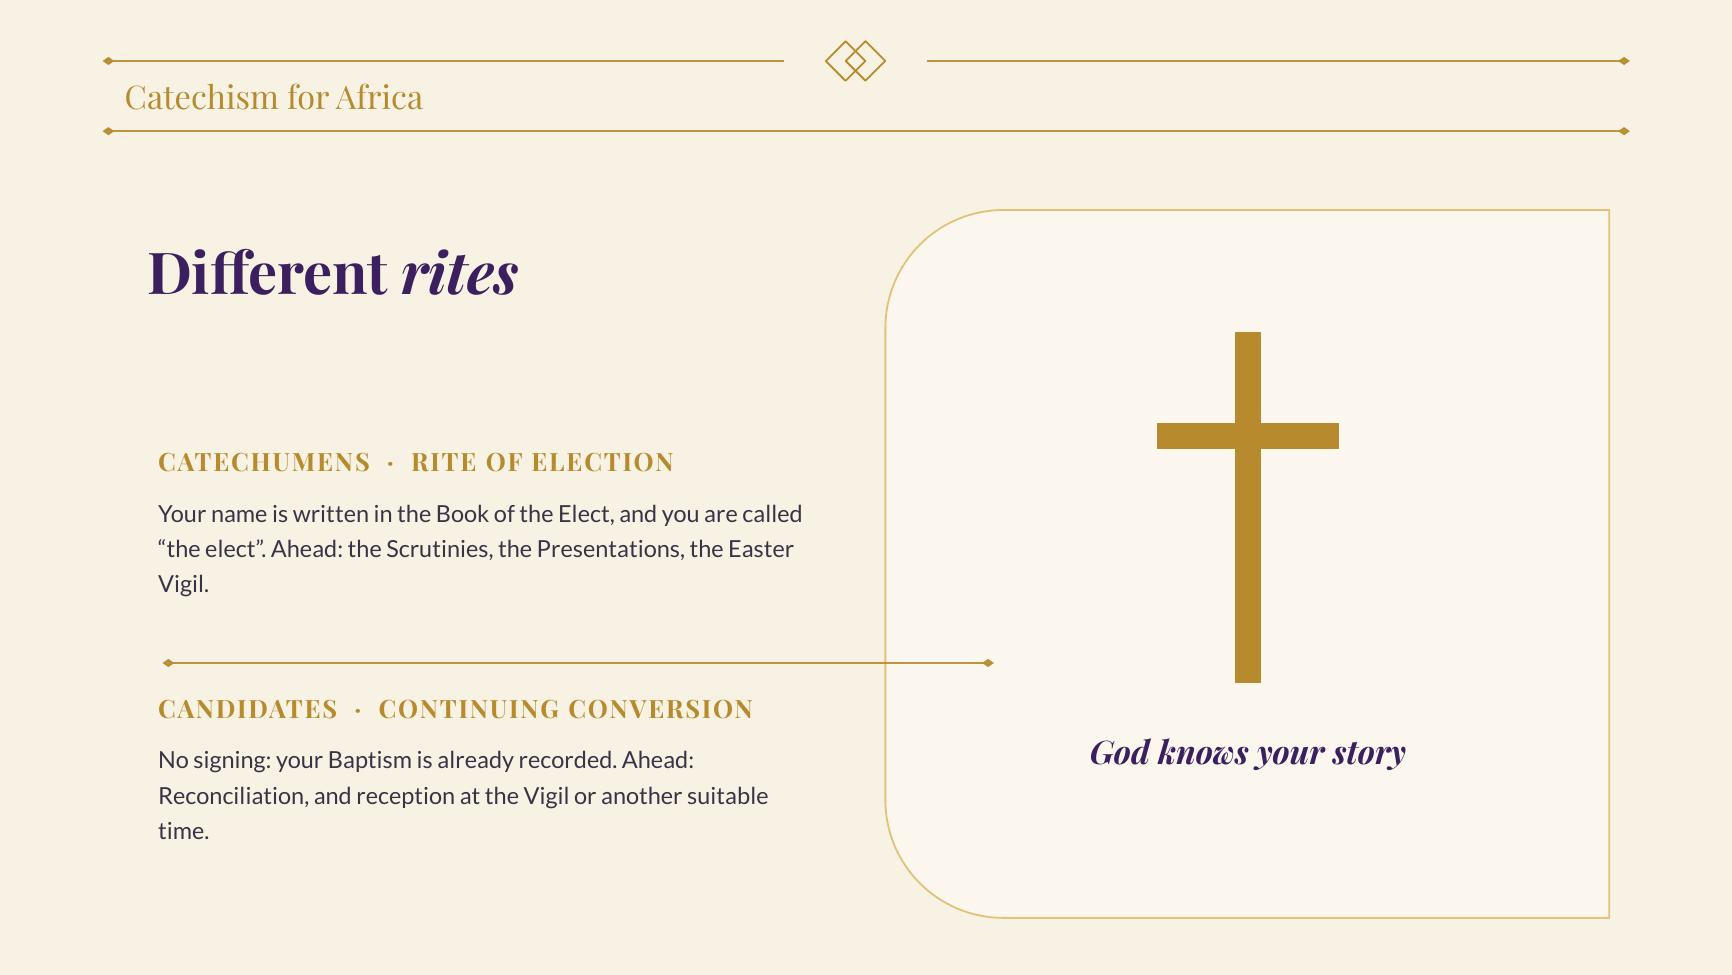 Catechism for Africa
Different rites
CATECHUMENS · RITE OF ELECTION
Your name is written in the Book of the Elect, and you are called
“the elect”. Ahead: the Scrutinies, the Presentations, the Easter
Vigil.
CANDIDATES · CONTINUING CONVERSION
No signing: your Baptism is already recorded. Ahead:
Reconciliation, and reception at the Vigil or another suitable
time.
God knows your story